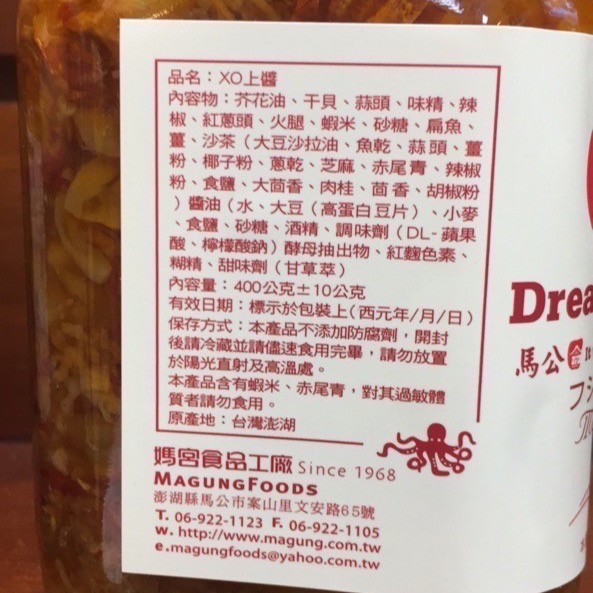 品名：XO上醬
內容物：芥花油、干貝、蒜頭、味精、辣
椒、紅蔥頭、火腿、蝦米、砂糖、扁魚、
薑、沙茶（大豆沙拉油、魚乾、蒜頭、薑
粉、椰子粉、蔥乾、芝麻、赤尾青、辣椒
粉、食鹽、大茴香、肉桂、茴香、胡椒粉
）醬油（水、大豆（高蛋白豆片）、小麥
、食鹽、砂糖、酒精、調味劑（DL-蘋果
酸、檸檬酸鈉）酵母抽出物、紅麴色素、
糊精、甜味劑（甘草萃）
內容量：400公克±10公克
有效日期：標示於包裝上（西元年/月/日）
保存方式：本產品不添加防腐劑，開封
後請冷藏並請儘速食用完畢，請勿放置
於陽光直射及高溫處。
本產品含有蝦米、赤尾青，對其過敏體
質者請勿食用。
原產地：台灣澎湖
媽宮食品工廠 Since 1968
MAGUNGFOODS
澎湖縣馬公市案山里文安路65號
T. 06-922-1123 F. 06-922-1105
w. http://www.magung.com.tw
e.magungfoods@yahoo.com.tw
Drea
馬公金
フジ